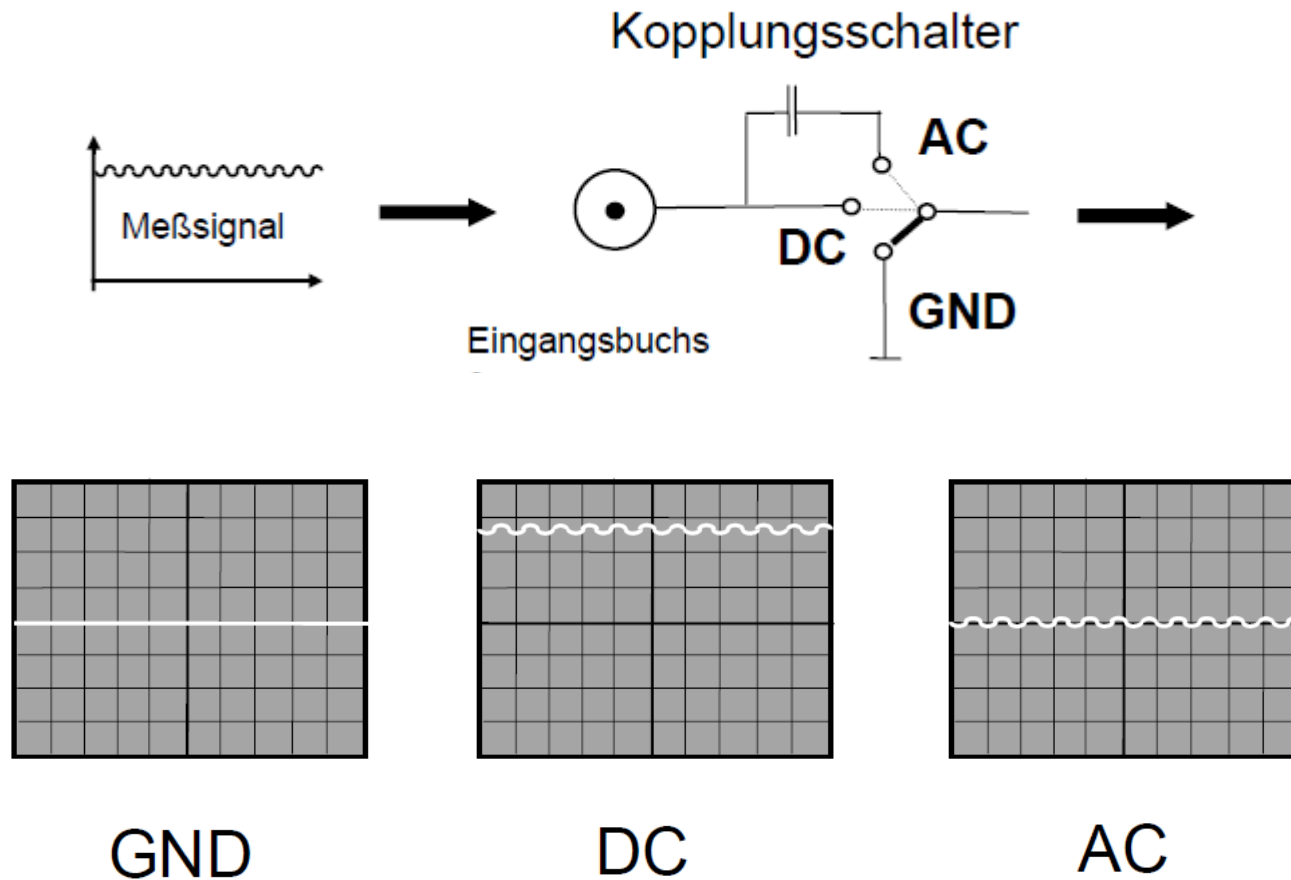 Kopplungsschalter
AC
Meßsignal
DC
GND
Eingangsbuchs
GND
DC
AC